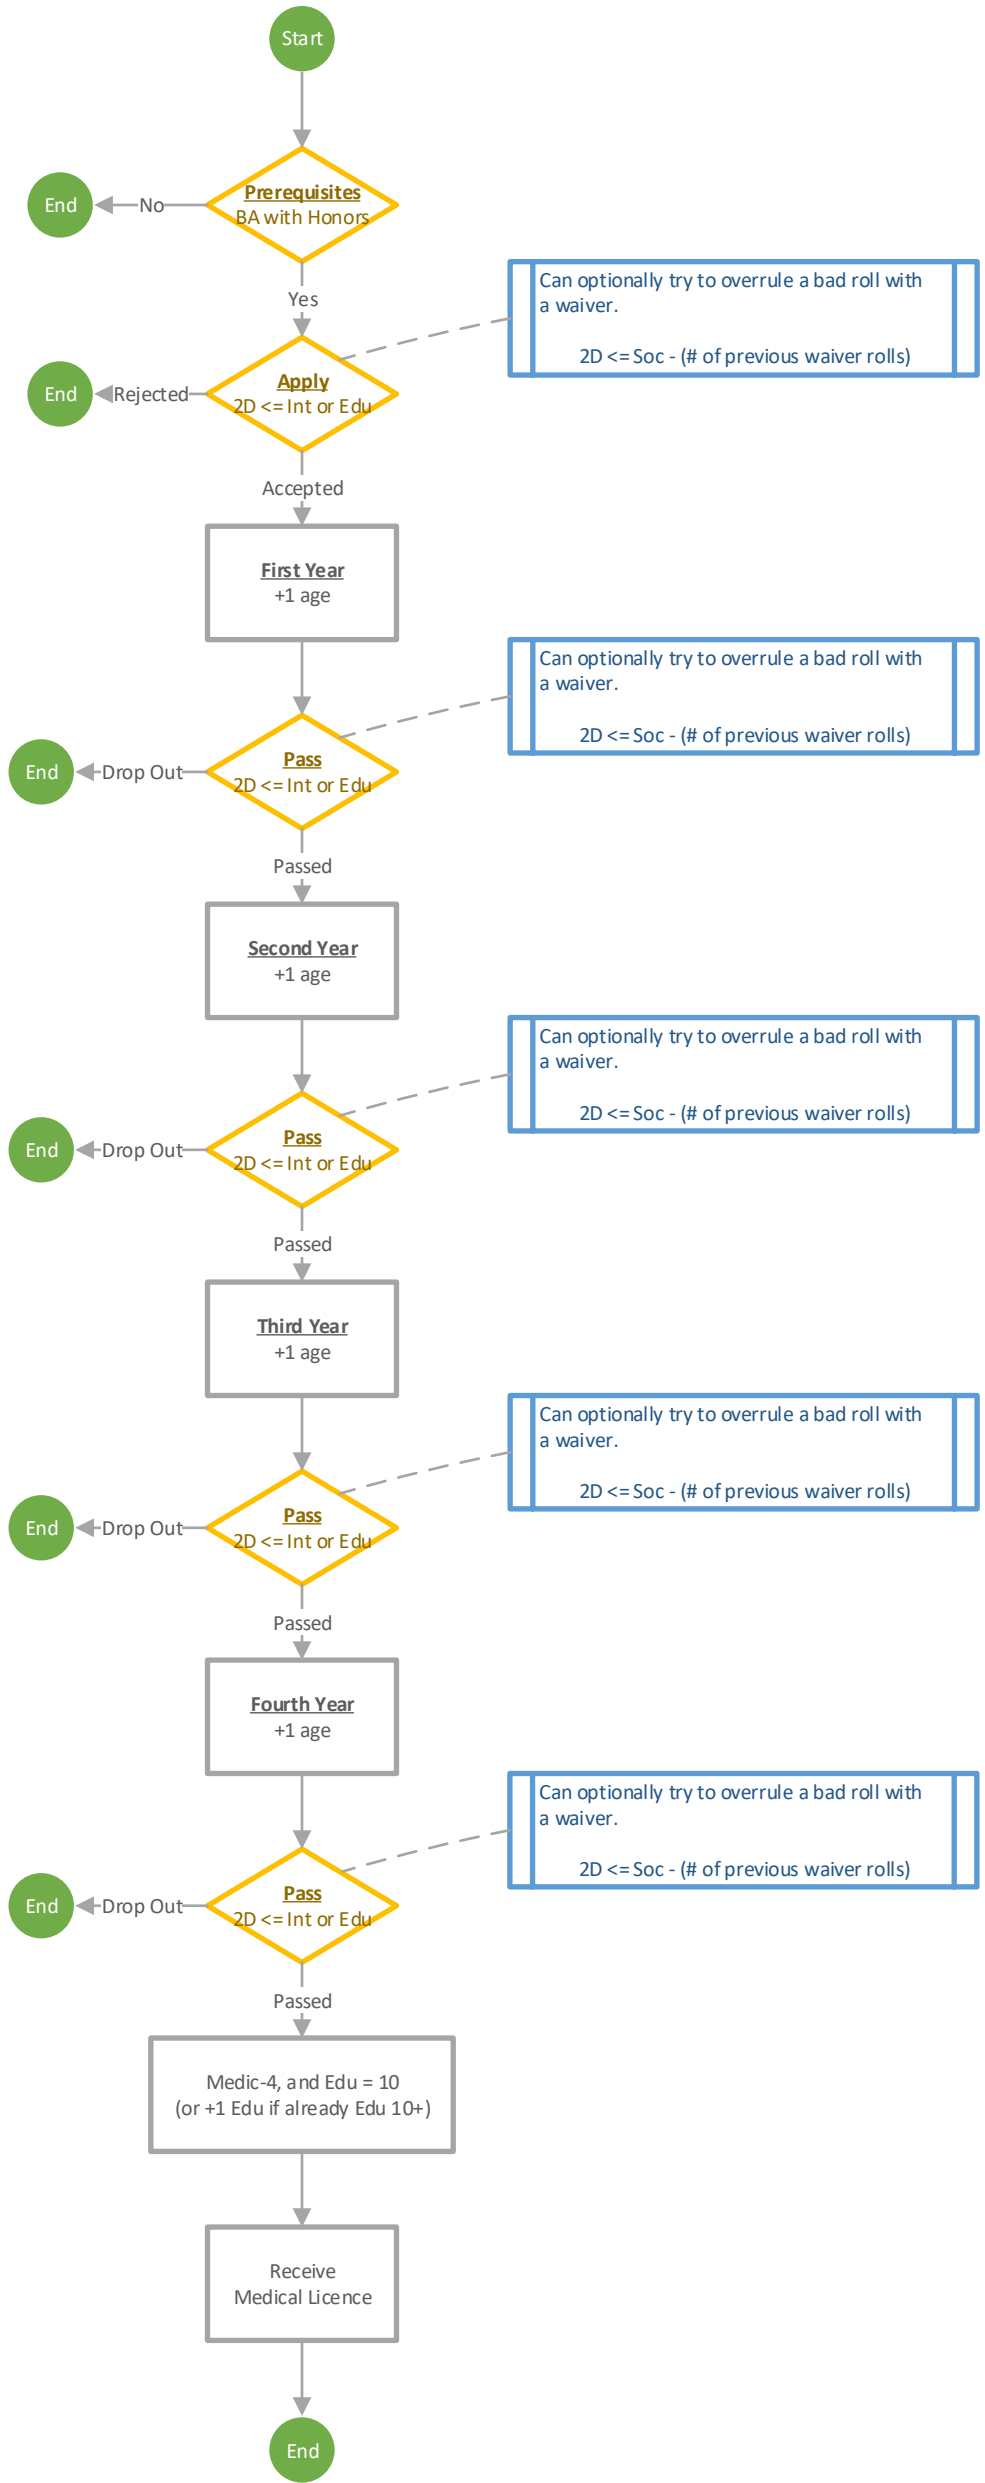 Start
Prerequisites
BA with Honors
No
End
Yes
Can optionally try to overrule a bad roll with
a waiver.
2D <= Soc - (# of previous waiver rolls)
Apply
2D <= Int or Edu
Rejected
End
Accepted
First Year
+1 age
Can optionally try to overrule a bad roll with
a waiver.
2D <= Soc - (# of previous waiver rolls)
Pass
2D <= Int or Edu
Drop Out
End
Passed
Second Year
+1 age
Can optionally try to overrule a bad roll with
a waiver.
2D <= Soc - (# of previous waiver rolls)
Pass
2D <= Int or Edu
Drop Out
End
Passed
Third Year
+1 age
Can optionally try to overrule a bad roll with
a waiver.
2D <= Soc - (# of previous waiver rolls)
Pass
2D <= Int or Edu
Drop Out
End
Passed
Fourth Year
+1 age
Can optionally try to overrule a bad roll with
a waiver.
2D <= Soc - (# of previous waiver rolls)
Pass
2D <= Int or Edu
Drop Out
End
Passed
Medic-4, and Edu = 10
(or +1 Edu if already Edu 10+)
Receive
Medical Licence
End